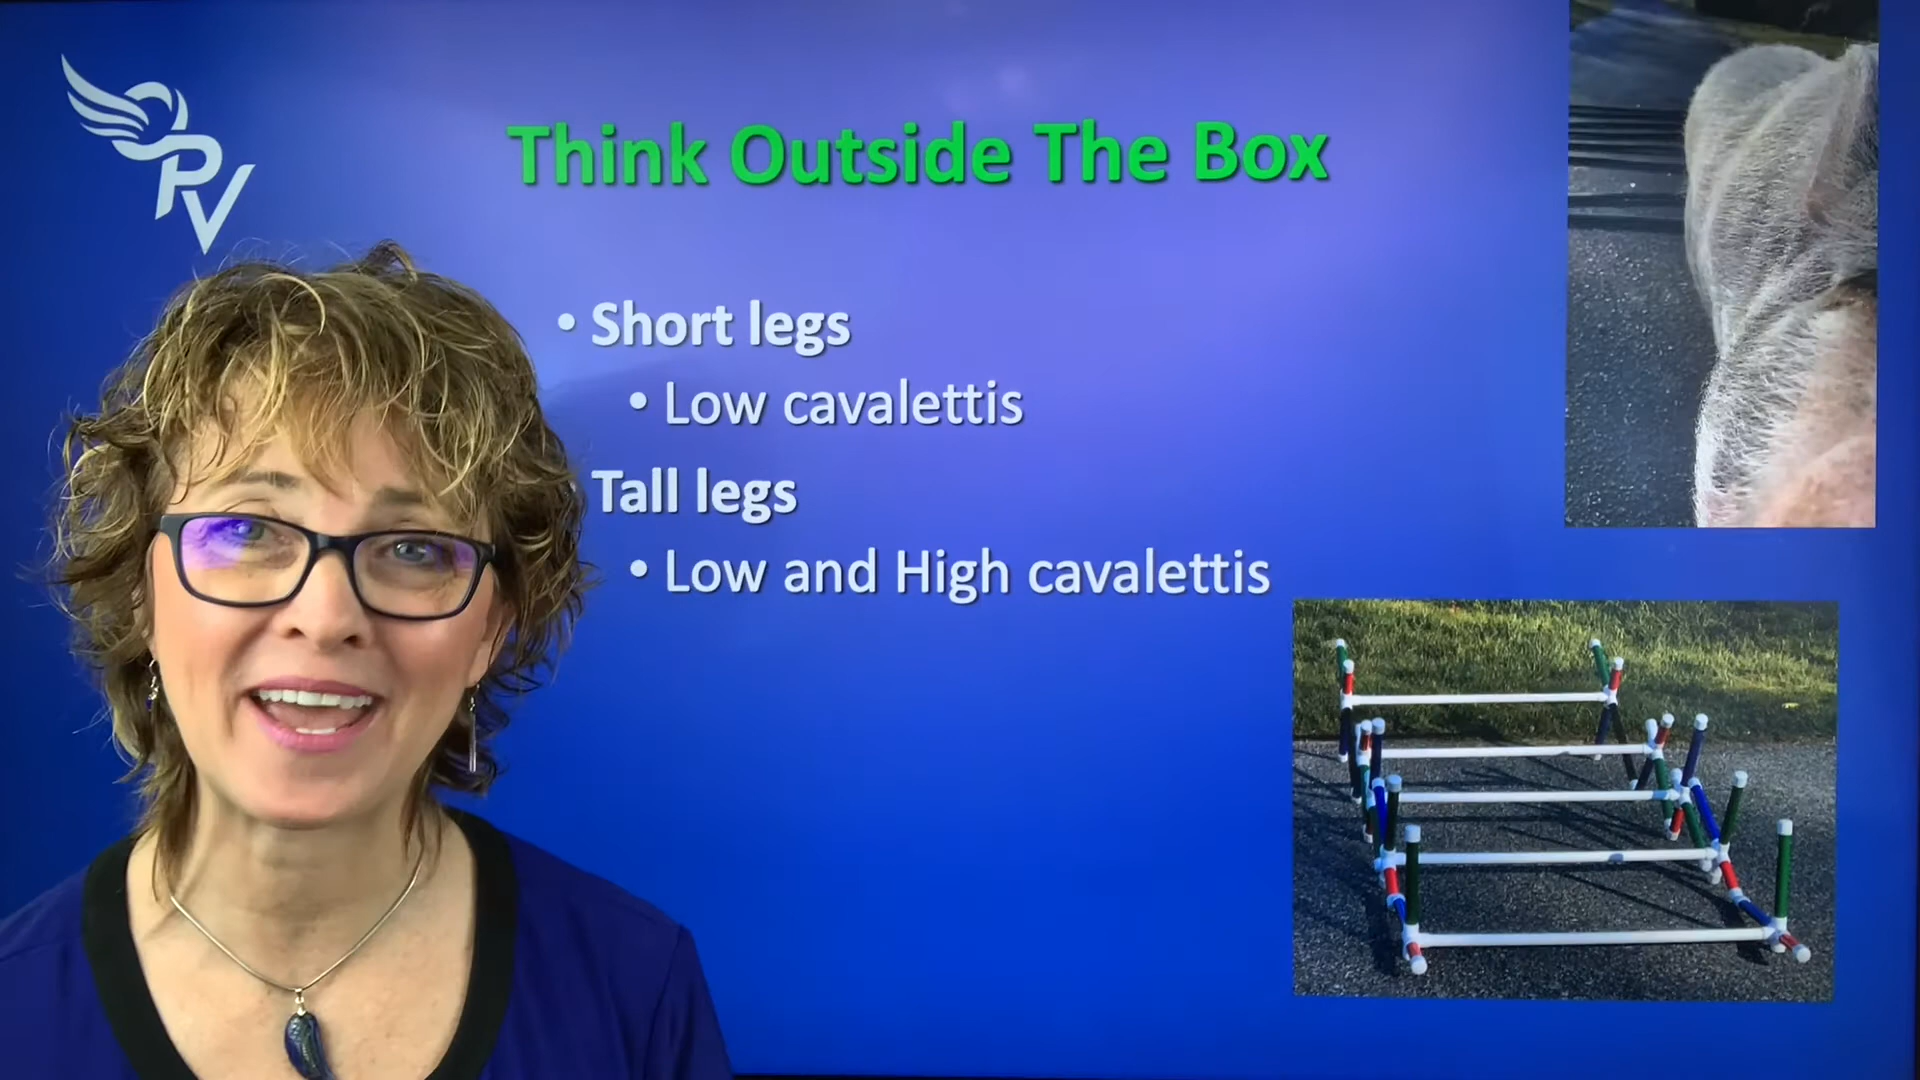 PV
Think Outside The Box
• Short legs
• Low cavalettis
Tall legs
• Low and High cavalettis